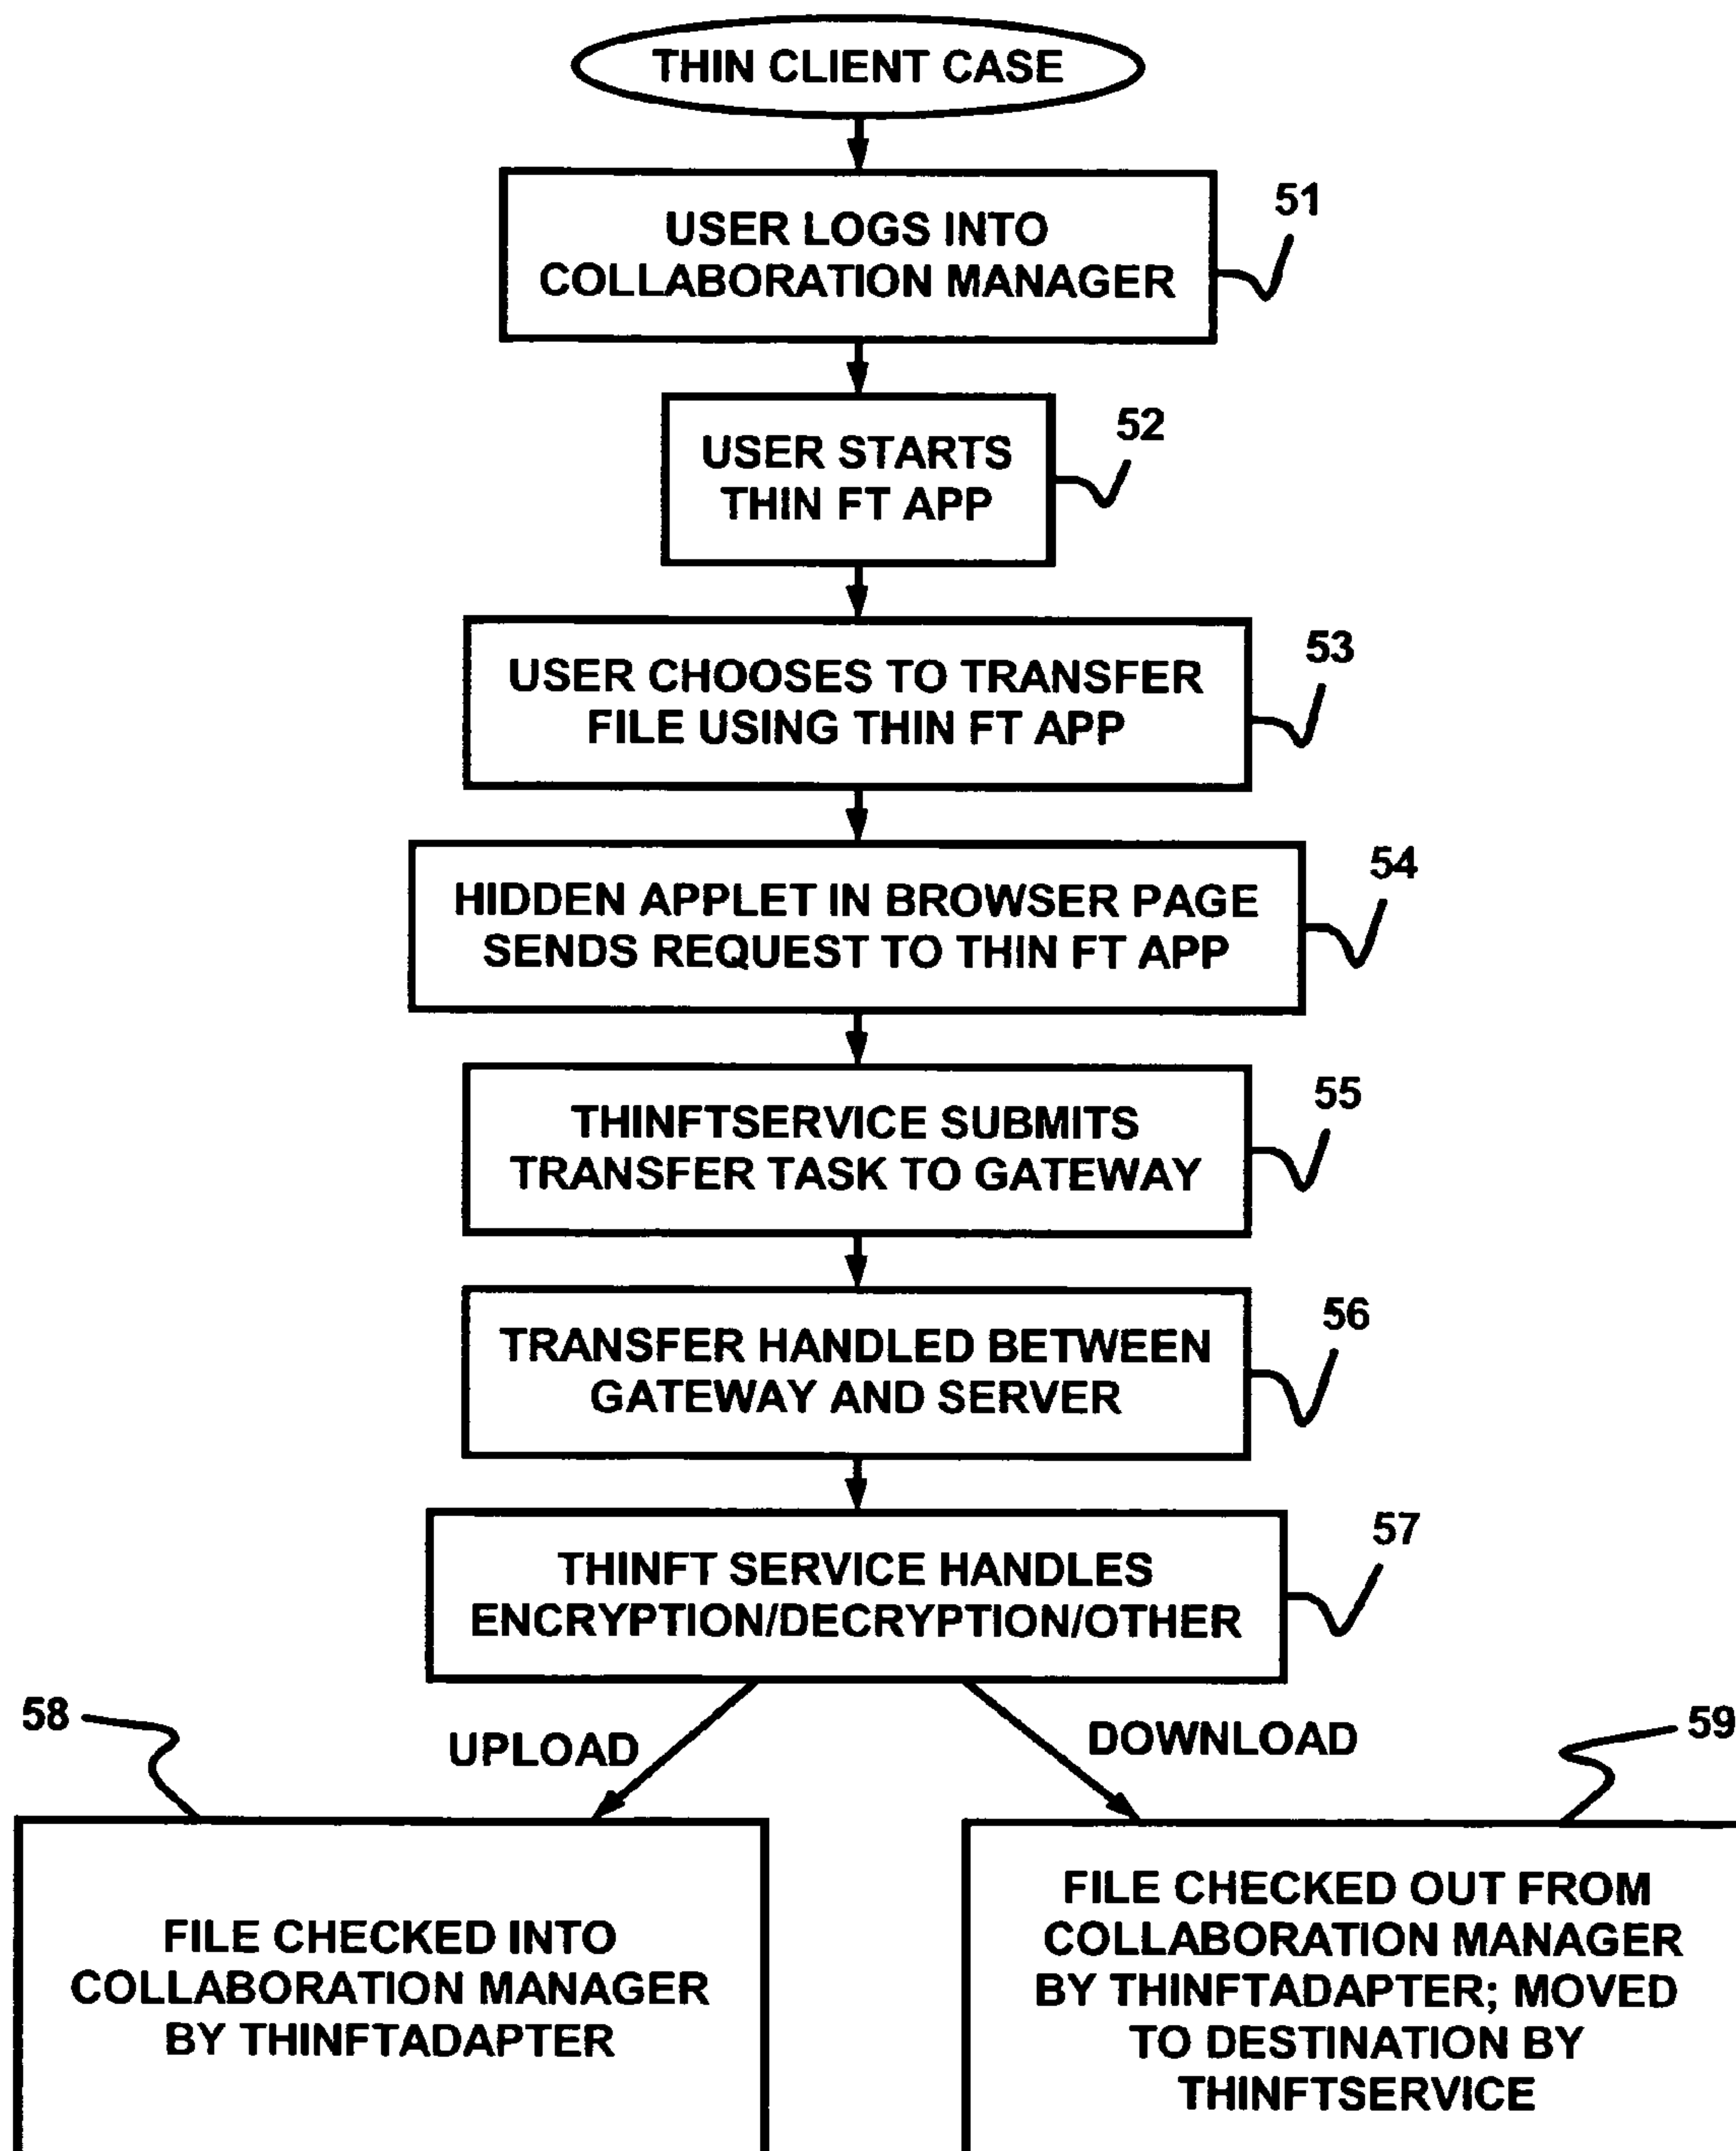 THIN CLIENT CASE
USER LOGS INTO
COLLABORATION MANAGER
51
USER STARTS
THIN FT APP
52
USER CHOOSES TO TRANSFER
FILE USING THIN FT APP
53
HIDDEN APPLET IN BROWSER PAGE
SENDS REQUEST TO THIN FT APP
54
THINFTSERVICE SUBMITS
TRANSFER TASK TO GATEWAY
55
TRANSFER HANDLED BETWEEN
GATEWAY AND SERVER
56
THINFT SERVICE HANDLES
ENCRYPTION/DECRYPTION/OTHER
57
UPLOAD
DOWNLOAD
58
FILE CHECKED INTO
COLLABORATION MANAGER
BY THINFTADAPTER
59
FILE CHECKED OUT FROM
COLLABORATION MANAGER
BY THINFTADAPTER; MOVED
TO DESTINATION BY
THINFTSERVICE